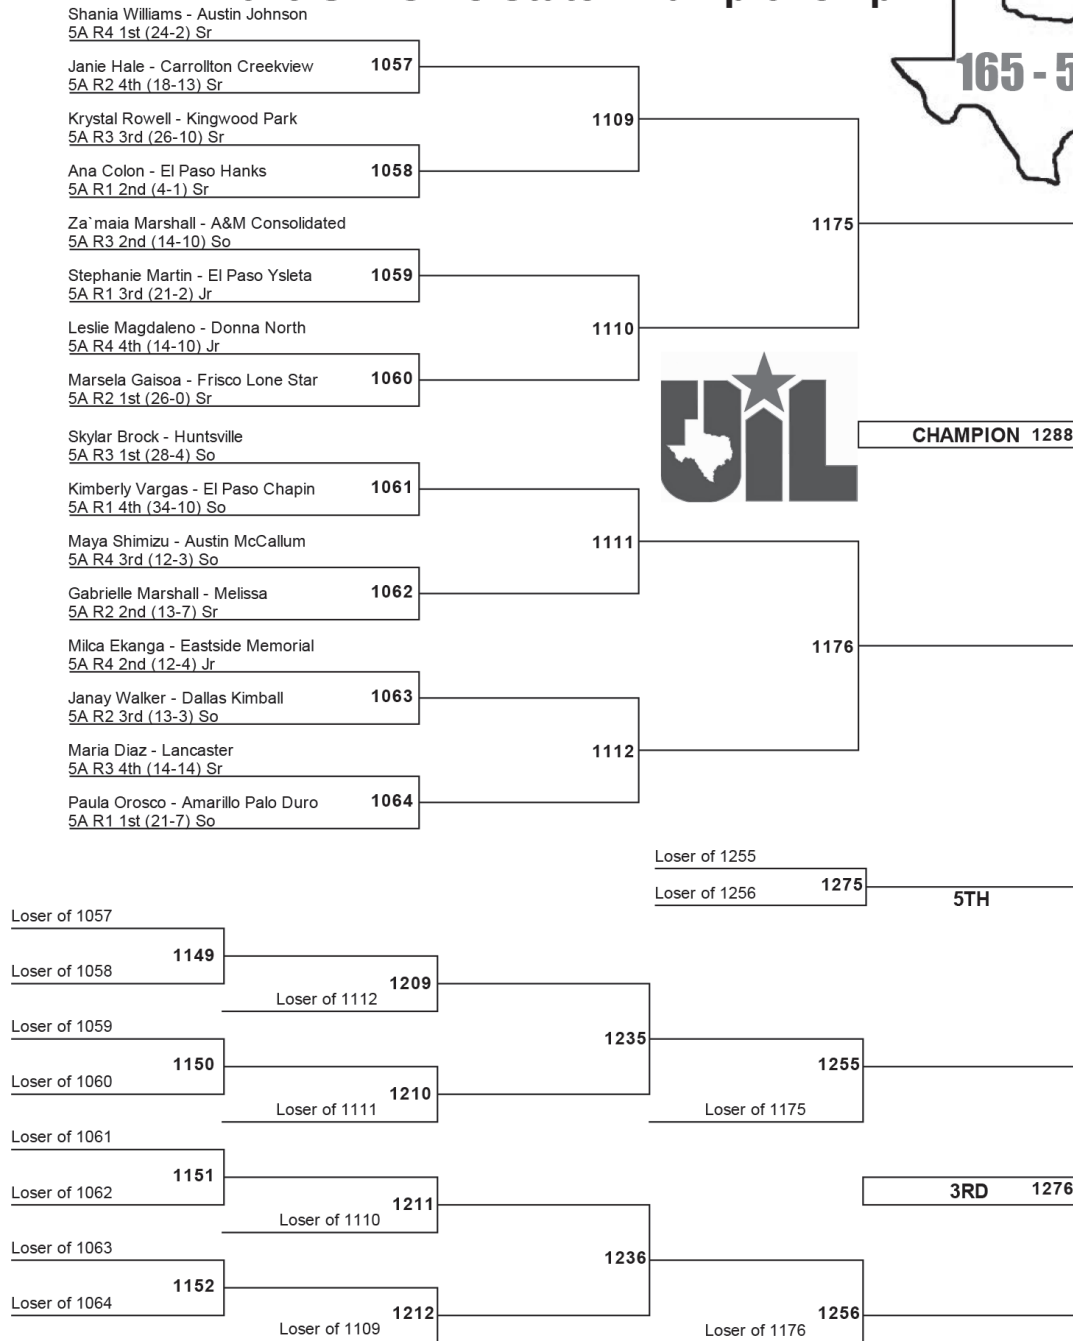 Shania Williams - Austin Johnson
5A R4 1st (24-2) Sr
Janie Hale - Carrollton Creekview
5A R2 4th (18-13) Sr
1057
Krystal Rowell - Kingwood Park
5A R3 3rd (26-10) Sr
1109
Ana Colon - El Paso Hanks
5A R1 2nd (4-1) Sr
1058
165 - 5
Za`maia Marshall - A&M Consolidated
5A R3 2nd (14-10) So
1175
Stephanie Martin - El Paso Ysleta
5A R1 3rd (21-2) Jr
1059
Leslie Magdaleno - Donna North
5A R4 4th (14-10) Jr
1110
Marsela Gaisoa - Frisco Lone Star
5A R2 1st (26-0) Sr
1060
UIL
CHAMPION 1288
Skylar Brock - Huntsville
5A R3 1st (28-4) So
Kimberly Vargas - El Paso Chapin
5A R1 4th (34-10) So
1061
Maya Shimizu - Austin McCallum
5A R4 3rd (12-3) So
1111
Gabrielle Marshall - Melissa
5A R2 2nd (13-7) Sr
1062
Milca Ekanga - Eastside Memorial
5A R4 2nd (12-4) Jr
1176
Janay Walker - Dallas Kimball
5A R2 3rd (13-3) So
1063
Maria Diaz - Lancaster
5A R3 4th (14-14) Sr
1112
Paula Orosco - Amarillo Palo Duro
5A R1 1st (21-7) So
1064
Loser of 1255
Loser of 1256
1275
5TH
Loser of 1057
1149
Loser of 1058
1209
Loser of 1112
Loser of 1059
1235
1150
1255
Loser of 1060
1210
Loser of 1111
Loser of 1175
Loser of 1061
1151
Loser of 1062
3RD 1276
1211
Loser of 1110
Loser of 1063
1236
1152
Loser of 1064
1212
1256
Loser of 1109
Loser of 1176